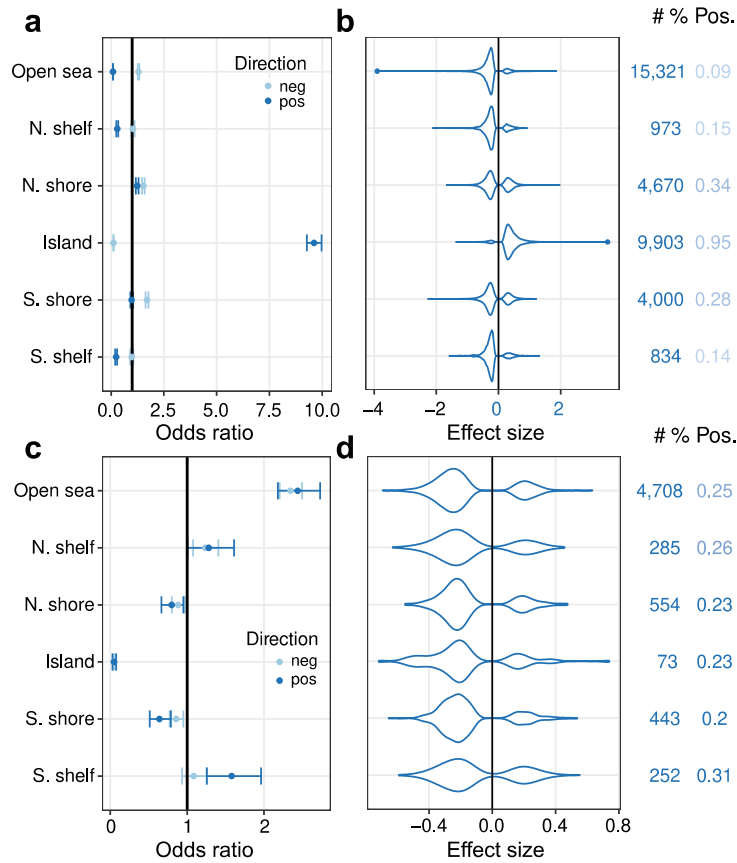 a
b
# % Pos.
Open sea
N. shelf
N. shore
Island
S. shore
S. shelf
Direction
neg
pos
15,321 0.09
973 0.15
4,670 0.34
9,903 0.95
4,000 0.28
834 0.14
0.0 2.5 5.0 7.5 10.0
Odds ratio
−4 −2 0 2
Effect size
c
d
# % Pos.
Open sea
N. shelf
N. shore
Island
S. shore
S. shelf
Direction
neg
pos
4,708 0.25
285 0.26
554 0.23
73 0.23
443 0.2
252 0.31
0 1 2
Odds ratio
−0.4 0.0 0.4 0.8
Effect size